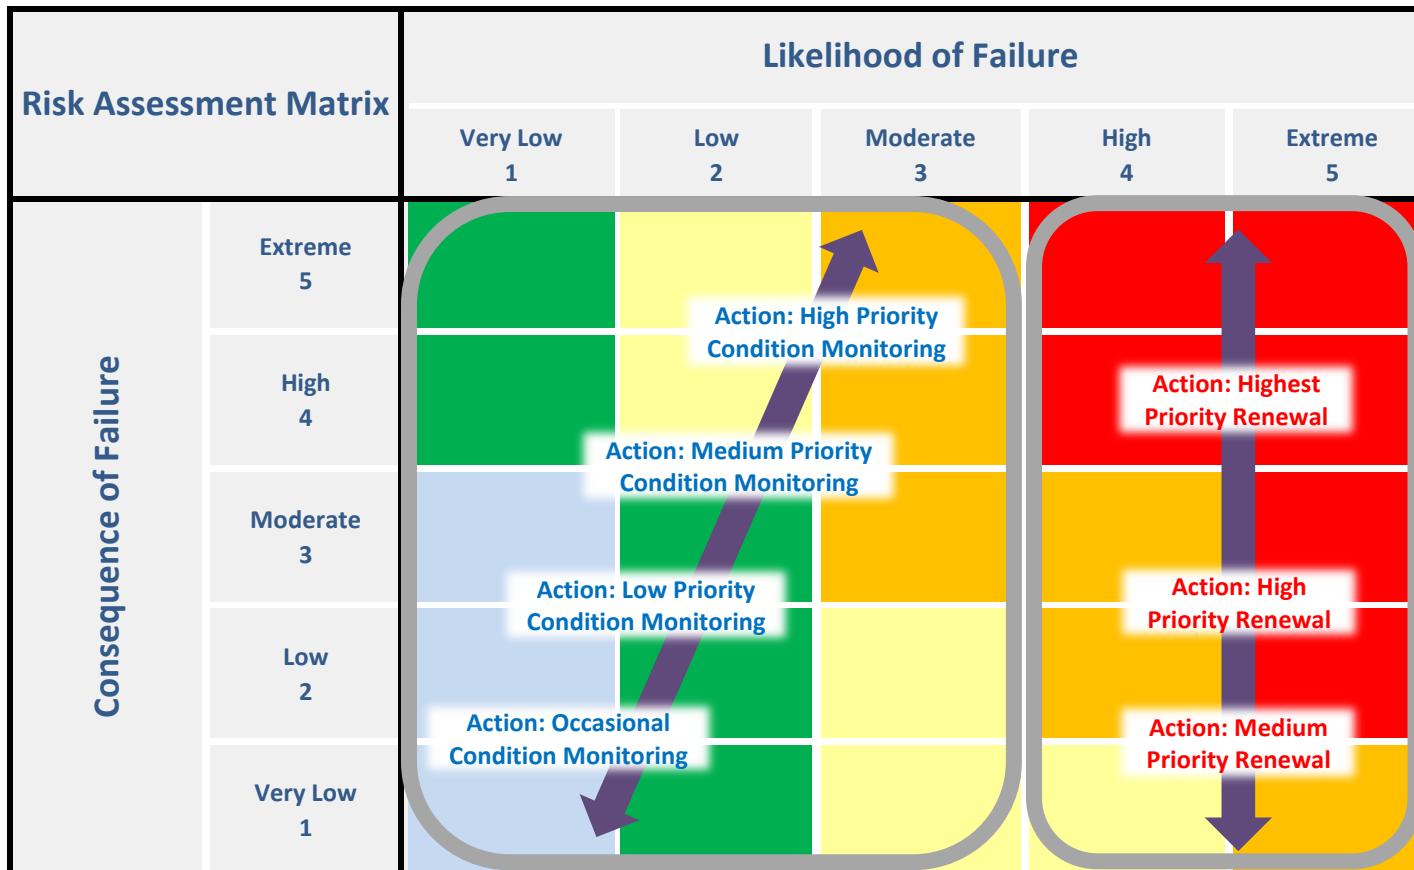 Risk Assessment Matrix
Likelihood of Failure
Very Low
1
Low
2
Moderate
3
High
4
Extreme
5
Consequence of Failure
Extreme
5
High
4
Moderate
3
Low
2
Very Low
1
Action: High Priority
Condition Monitoring
Action: Medium Priority
Condition Monitoring
Action: Low Priority
Condition Monitoring
Action: Occasional
Condition Monitoring
Action: Highest
Priority Renewal
Action: High
Priority Renewal
Action: Medium
Priority Renewal